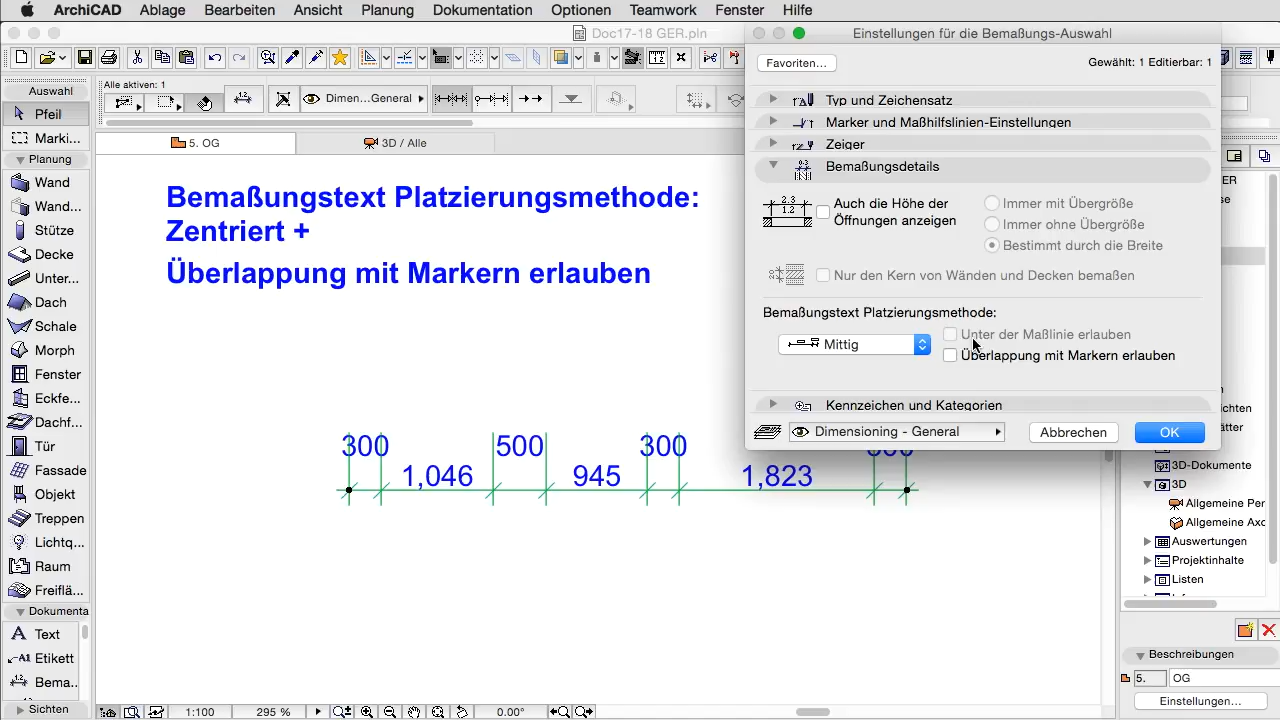 ArchiCAD Ablage Bearbeiten Ansicht Planung Dokumentation Optionen Teamwork Fenster Hilfe
Doc17-18 GER.pln
Einstellungen für die Bemaßungs-Auswahl
Favoriten...
Gewählt: 1 Editierbar: 1
Auswahl
Alle aktiven: 1
Dimen...General
Pfeil
Marki...
Planung
Wand
Wand...
Stütze
Decke
Unter...
Dach
Schale
Morph
Fenster
Eckfe...
Dachf...
Tür
Fassade
Objekt
Treppen
Lichtq...
Raum
Freiflä...
Dokumenta
Text
A1 Etikett
Bema...
Sichten
5. OG
3D / Alle
Bemaßungstext Platzierungsmethode:
Zentriert +
Überlappung mit Markern erlauben
300 500 300
1,046 945 1,823
Typ und Zeichensatz
Marker und Maßhilfslinien-Einstellungen
Zeiger
Bemaßungsdetails
2.3
1.2
Auch die Höhe der
Öffnungen anzeigen
Immer mit Übergröße
Immer ohne Übergröße
Bestimmt durch die Breite
Nur den Kern von Wänden und Decken bemaßen
Bemaßungstext Platzierungsmethode:
Mittig
Unter der Maßlinie erlauben
Überlappung mit Markern erlauben
Kennzeichen und Kategorien
Dimensioning - General
Abbrechen
OK
3D-Dokumente
3D
Allgemeine Per
Allgemeine Axo
Auswertungen
Projektinhalte
Listen
Beschreibungen
5. OG
Einstellungen...
1:100
295 %
0.00°